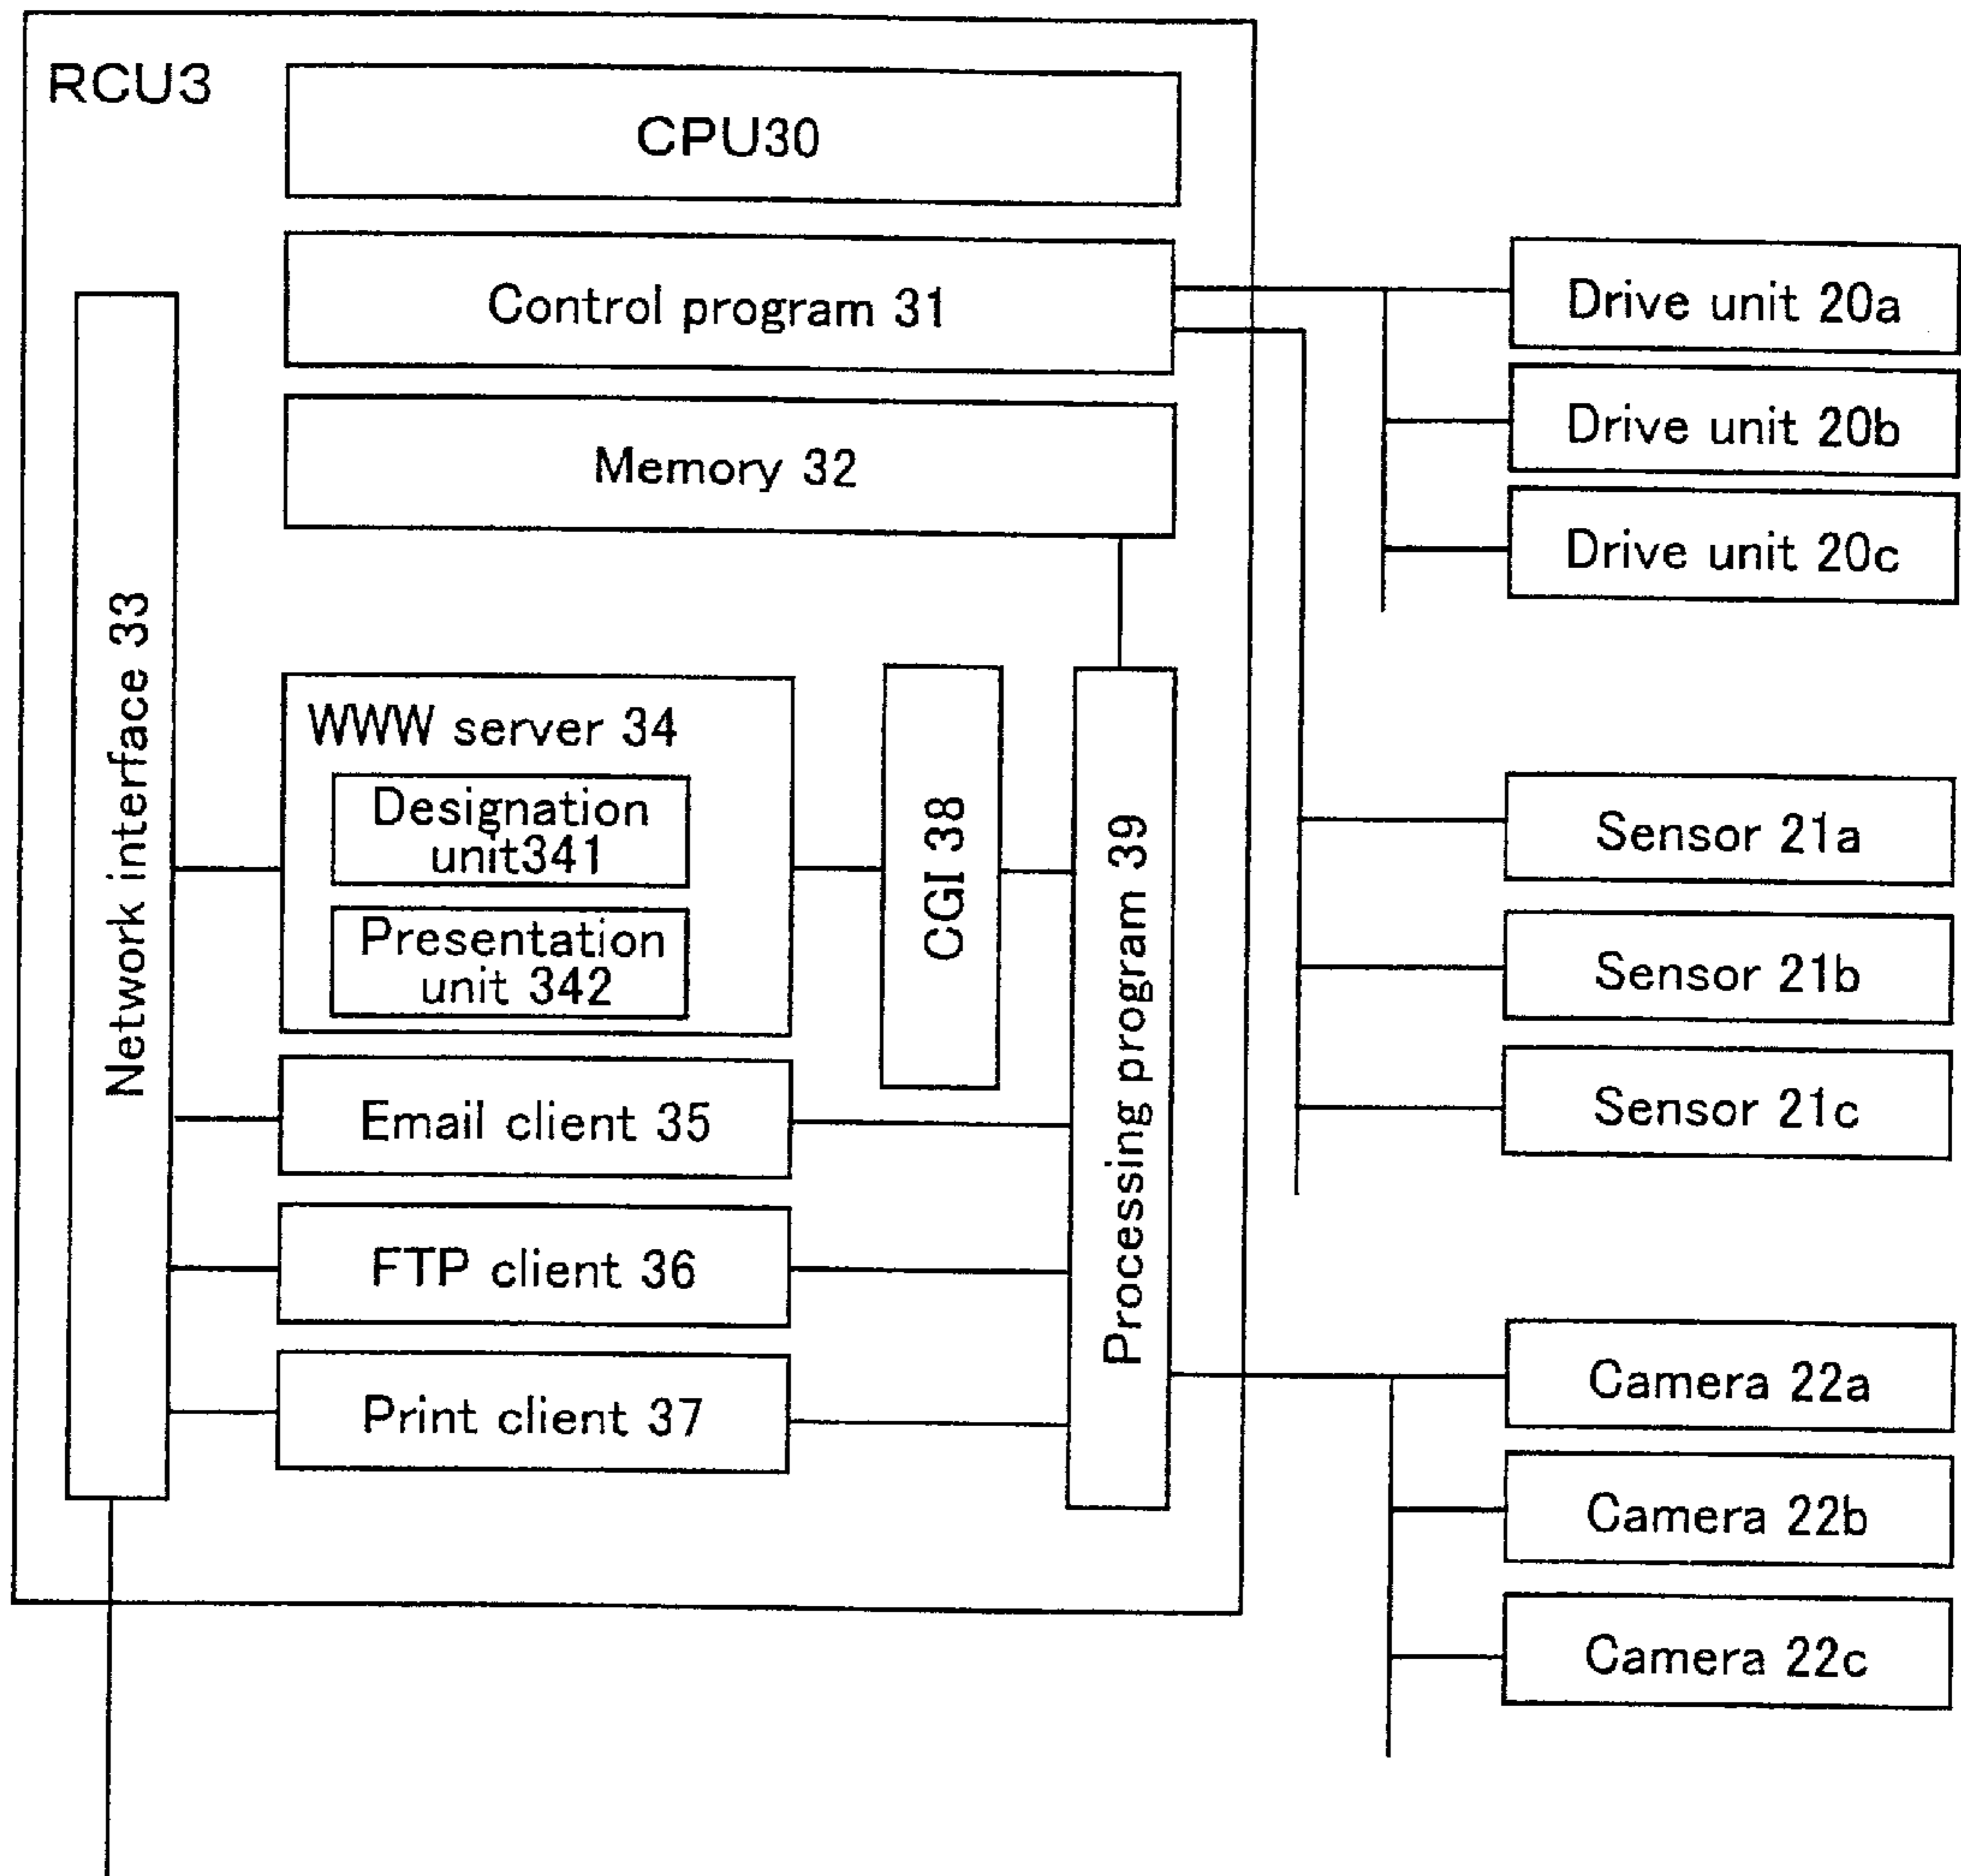 RCU3
CPU30
Control program 31
Memory 32
Network interface 33
WWW server 34
Designation
unit341
Presentation
unit 342
CGI 38
Processing program 39
Email client 35
FTP client 36
Print client 37
Drive unit 20a
Drive unit 20b
Drive unit 20c
Sensor 21a
Sensor 21b
Sensor 21c
Camera 22a
Camera 22b
Camera 22c